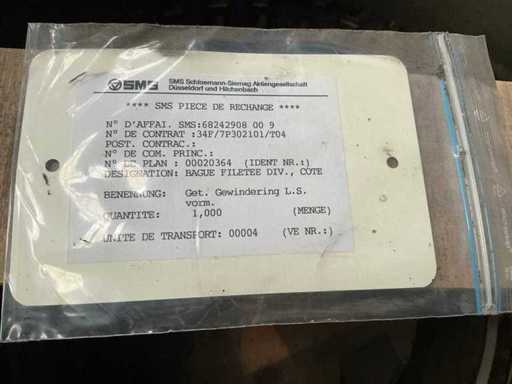 SMS
SMS Schloemann-Siemag Aktiengesellschaft
Düsseldorf und Hilchenbach
**** SMS PIECE DE RECHANGE ****
N° D'AFFAI. SMS:68242908 00 9
N° DE CONTRAT :34F/7P302101/T04
POST. CONTRAC.:
N° DE COM. PRINC.:
N° DE PLAN : 00020364 (IDENT NR.:)
DESIGNATION: BAGUE FILETEE DIV., COTE
BENENNUNG: Get. Gewindering L.S.
vorm.
QUANTITE: 1,000 (MENGE)
UNITE DE TRANSPORT: 00004 (VE NR.:)